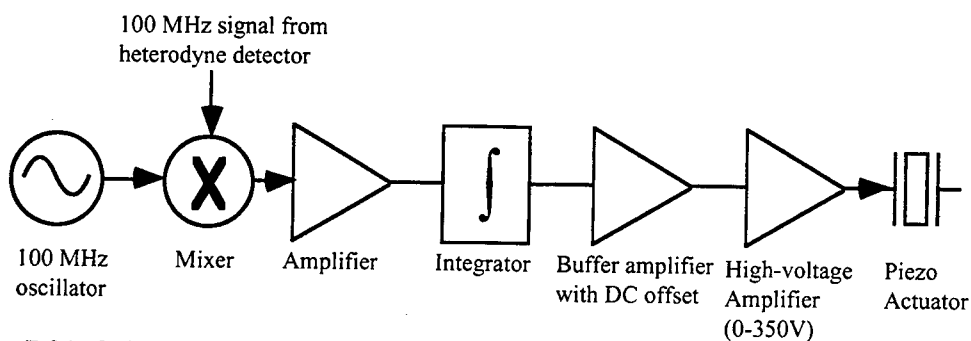 100 MHz signal from
heterodyne detector
X
∫
100 MHz
oscillator
Mixer
Amplifier
Integrator
Buffer amplifier
with DC offset
High-voltage
Amplifier
(0-350V)
Piezo
Actuator